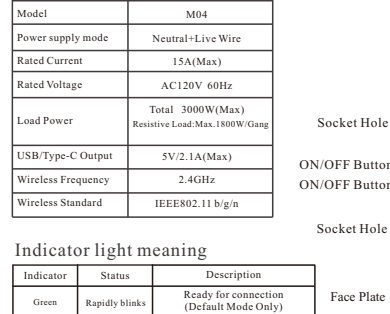 Model M04
Power supply mode Neutral+Live Wire
Rated Current 15A(Max)
Rated Voltage AC120V 60Hz
Load Power Total 3000W(Max)
Resistive Load:Max.1800W/Gang
USB/Type-C Output 5V/2.1A(Max)
Wireless Frequency 2.4GHz
Wireless Standard IEEE802.11 b/g/n
Socket Hole
ON/OFF Button
ON/OFF Button
Socket Hole
Face Plate
Indicator light meaning
Indicator Status Description
Green Rapidly blinks Ready for connection
(Default Mode Only)